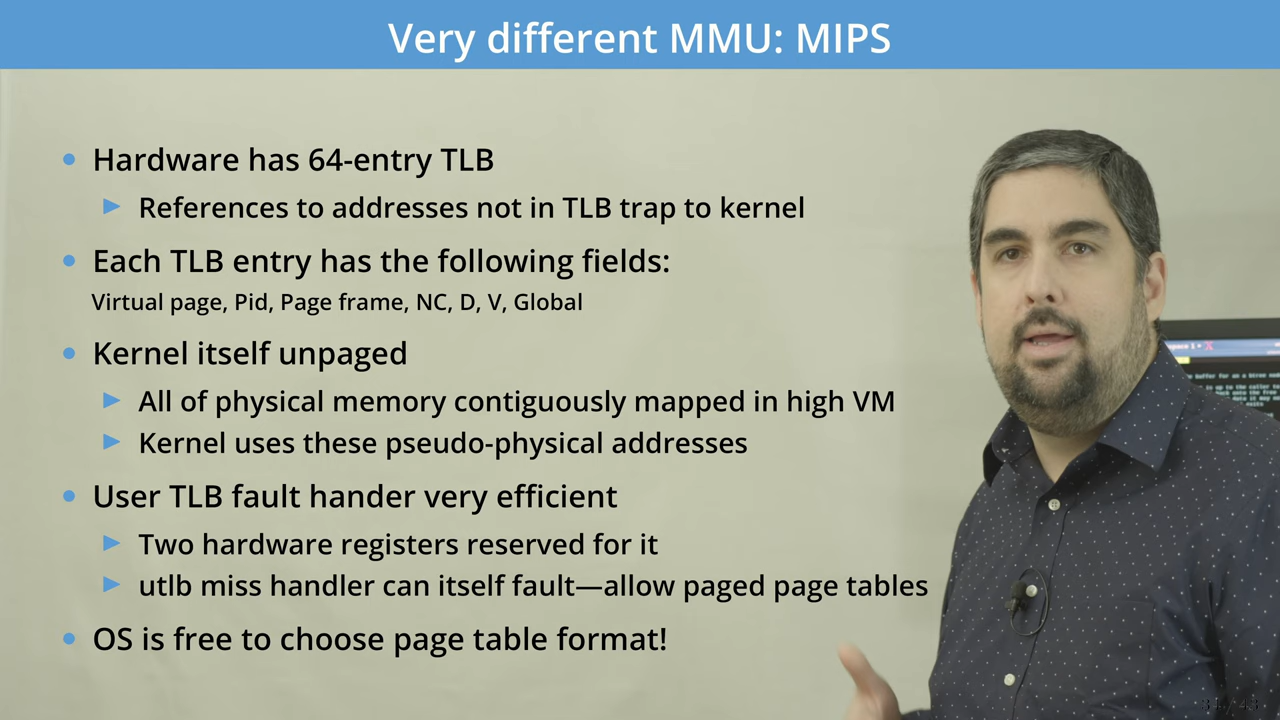 Very different MMU: MIPS
Hardware has 64-entry TLB
References to addresses not in TLB trap to kernel
Each TLB entry has the following fields:
Virtual page, Pid, Page frame, NC, D, V, Global
Kernel itself unpaged
All of physical memory contiguously mapped in high VM
Kernel uses these pseudo-physical addresses
User TLB fault hander very efficient
Two hardware registers reserved for it
utlb miss handler can itself fault—allow paged page tables
OS is free to choose page table format!